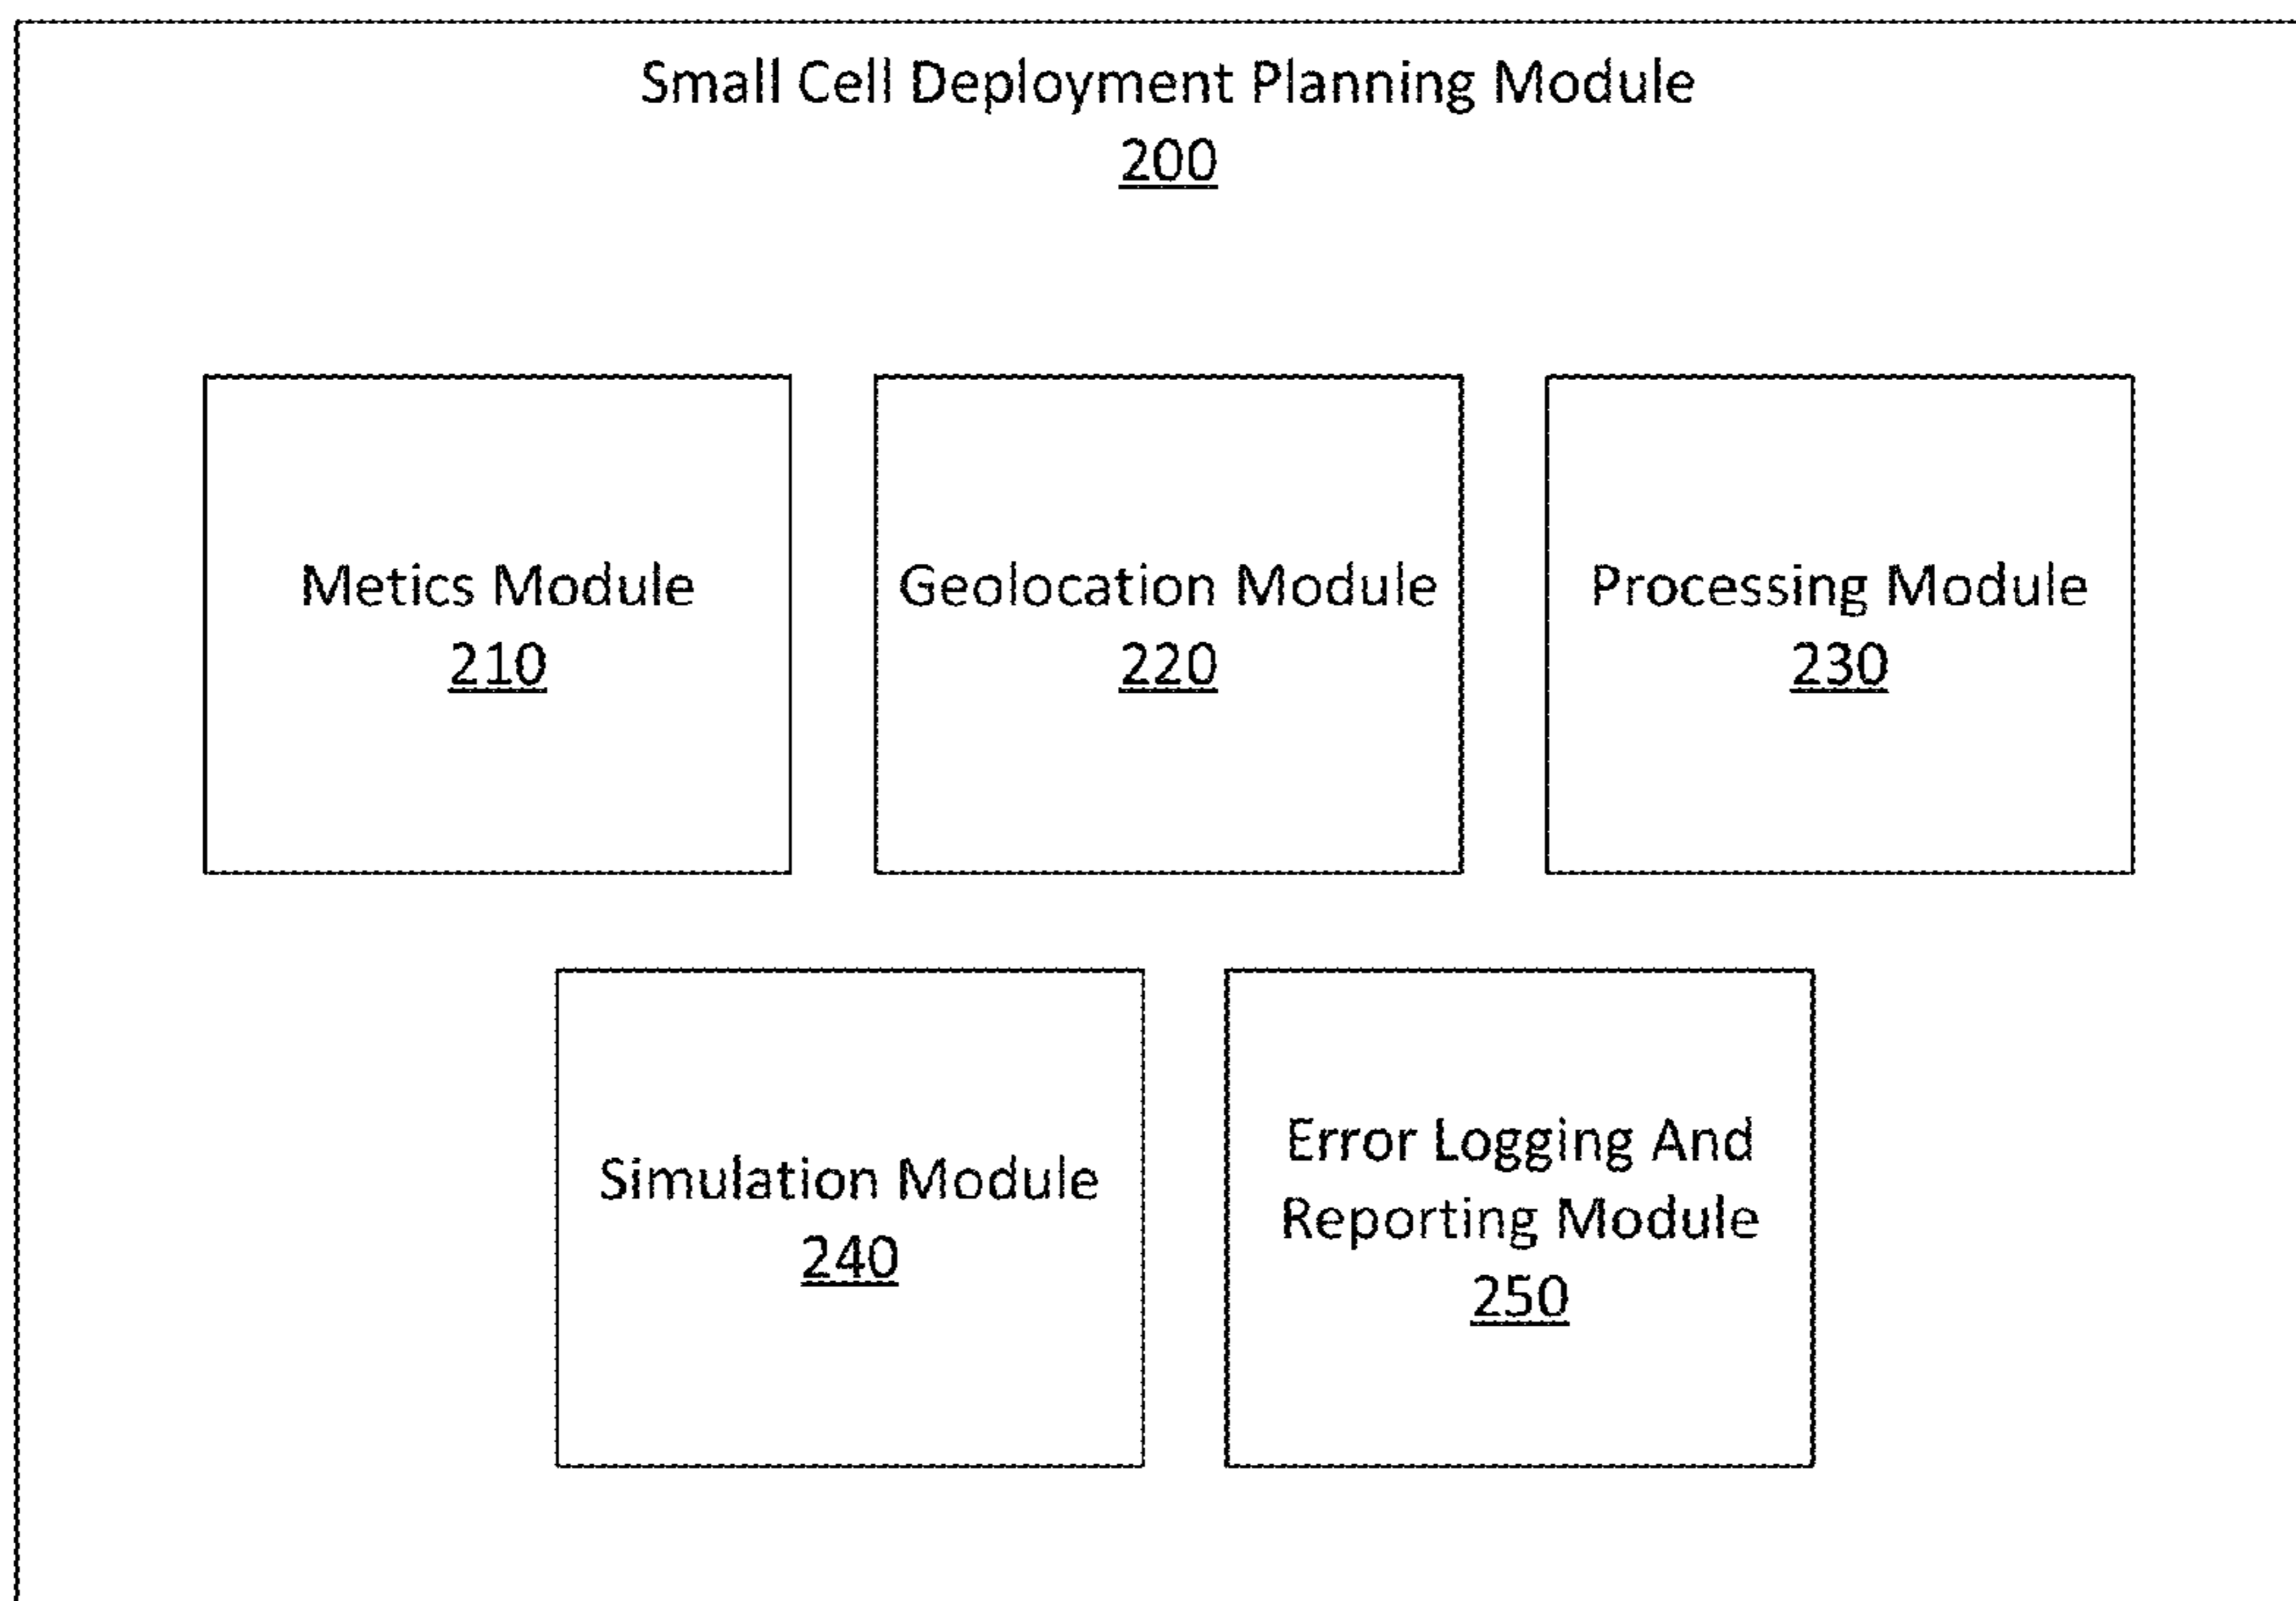 Small Cell Deployment Planning Module
200
Metics Module
210
Geolocation Module
220
Processing Module
230
Simulation Module
240
Error Logging And
Reporting Module
250